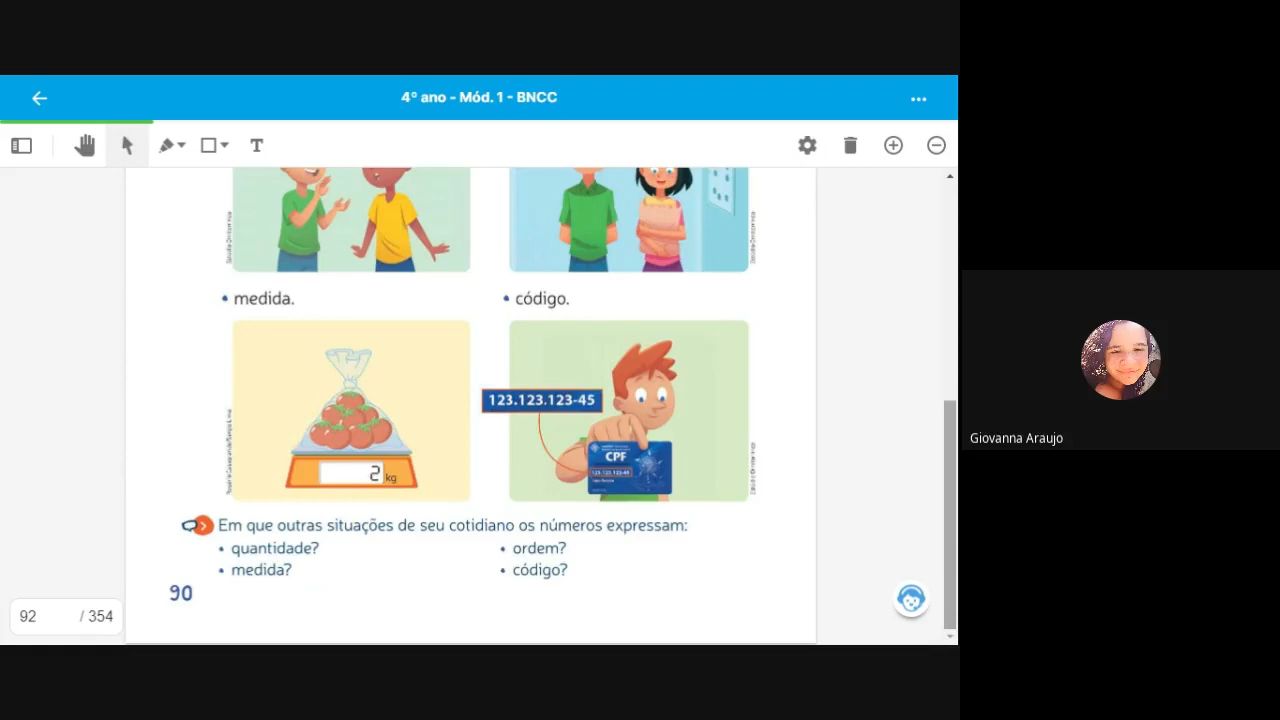 4º ano - Mód. 1 - BNCC
T
• medida.
• código.
123.123.123-45
CPF
123.123.123-45
2 kg
Em que outras situações de seu cotidiano os números expressam:
• quantidade?
• ordem?
• medida?
• código?
90
92 / 354
Giovanna Araujo